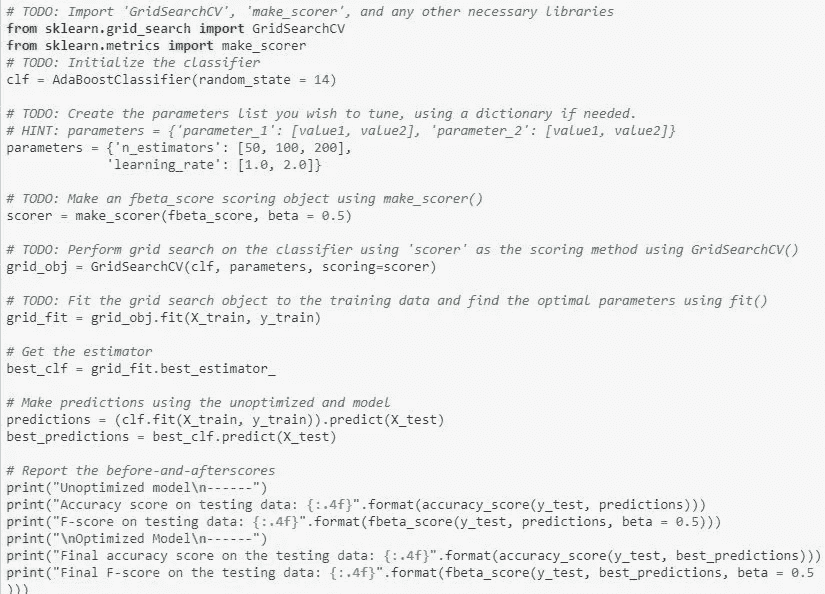 # TODO: Import 'GridSearchCV', 'make_scorer', and any other necessary libraries
from sklearn.grid_search import GridSearchCV
from sklearn.metrics import make_scorer
# TODO: Initialize the classifier
clf = AdaBoostClassifier(random_state = 14)
# TODO: Create the parameters list you wish to tune, using a dictionary if needed.
# HINT: parameters = {'parameter_1': [value1, value2], 'parameter_2': [value1, value2]}
parameters = {'n_estimators': [50, 100, 200],
'learning_rate': [1.0, 2.0]}
# TODO: Make an fbeta_score scoring object using make_scorer()
scorer = make_scorer(fbeta_score, beta = 0.5)
# TODO: Perform grid search on the classifier using 'scorer' as the scoring method using GridSearchCV()
grid_obj = GridSearchCV(clf, parameters, scoring=scorer)
# TODO: Fit the grid search object to the training data and find the optimal parameters using fit()
grid_fit = grid_obj.fit(X_train, y_train)
# Get the estimator
best_clf = grid_fit.best_estimator_
# Make predictions using the unoptimized and model
predictions = (clf.fit(X_train, y_train)).predict(X_test)
best_predictions = best_clf.predict(X_test)
# Report the before-and-afterscores
print("Unoptimized model\n------")
print("Accuracy score on testing data: {:.4f}".format(accuracy_score(y_test, predictions)))
print("F-score on testing data: {:.4f}".format(fbeta_score(y_test, predictions, beta = 0.5)))
print("\nOptimized Model\n------")
print("Final accuracy score on the testing data: {:.4f}".format(accuracy_score(y_test, best_predictions)))
print("Final F-score on the testing data: {:.4f}".format(fbeta_score(y_test, best_predictions, beta = 0.5
)))